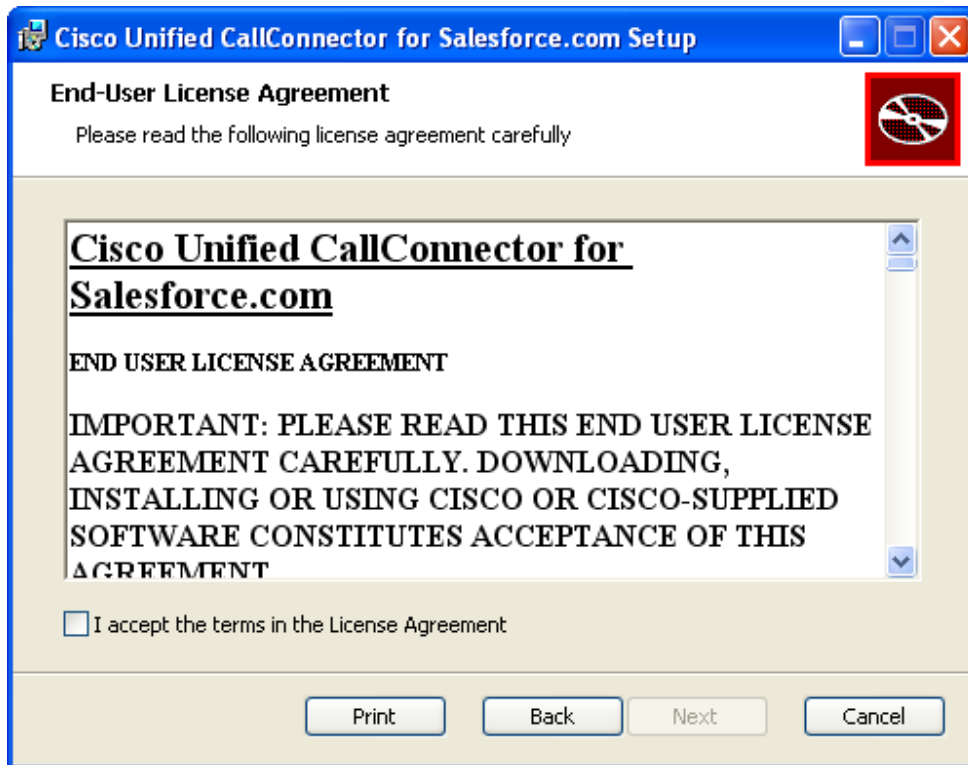 Cisco Unified CallConnector for Salesforce.com Setup
End-User License Agreement
Please read the following license agreement carefully
Cisco Unified CallConnector for
Salesforce.com
END USER LICENSE AGREEMENT
IMPORTANT: PLEASE READ THIS END USER LICENSE
AGREEMENT CAREFULLY. DOWNLOADING,
INSTALLING OR USING CISCO OR CISCO-SUPPLIED
SOFTWARE CONSTITUTES ACCEPTANCE OF THIS
AGREEMENT
I accept the terms in the License Agreement
Print Back Next Cancel